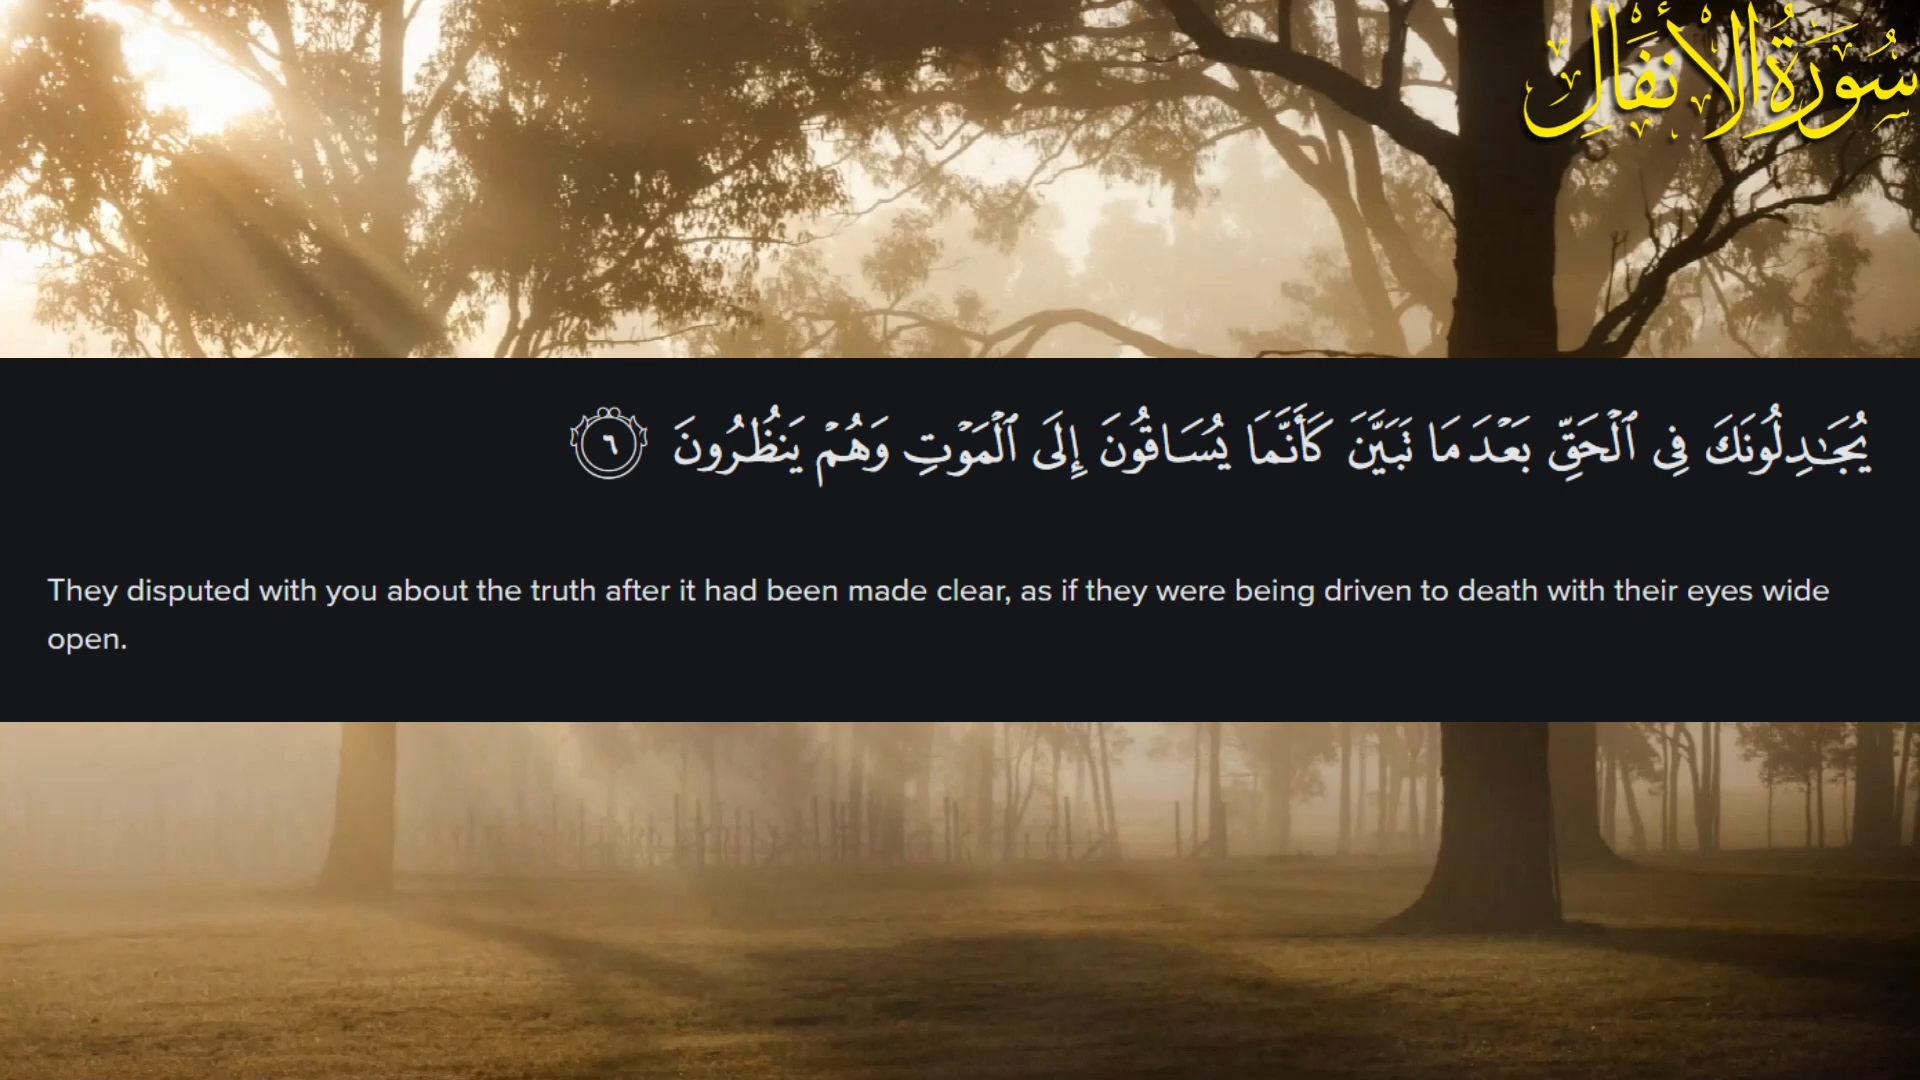 سُورَةُ الأَنفَالِ
يُجَـٰدِلُونَكَ فِى ٱلْحَقِّ بَعْدَ مَا تَبَيَّنَ كَأَنَّمَا يُسَاقُونَ إِلَى ٱلْمَوْتِ وَهُمْ يَنظُرُونَ ٦
They disputed with you about the truth after it had been made clear, as if they were being driven to death with their eyes wide
open.